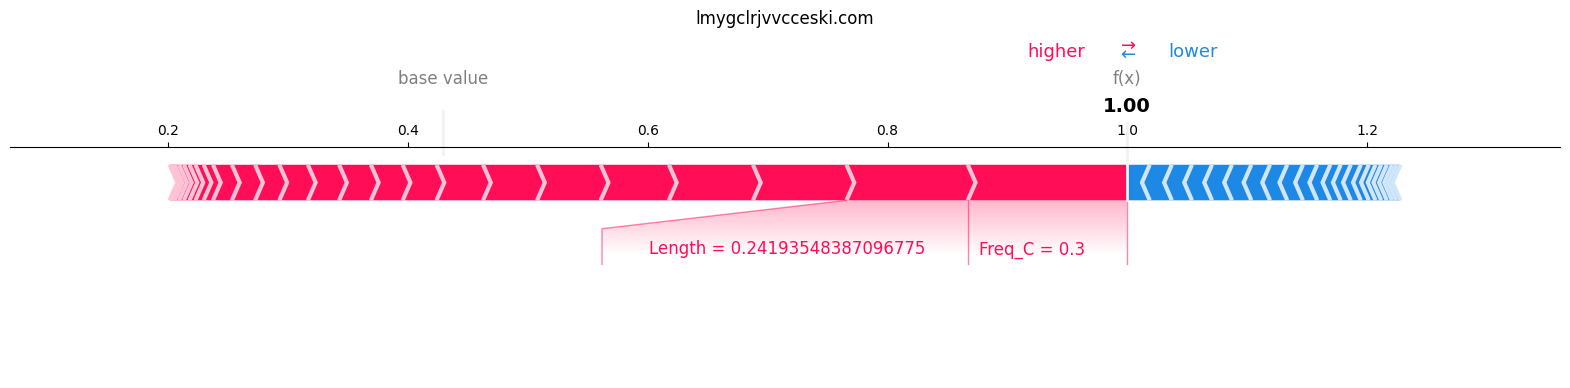 lmygclrjvvcceski.com
higher ⇄ lower
base value f(x)
1.00
0.2 0.4 0.6 0.8 1.0 1.2
Length = 0.24193548387096775 Freq_C = 0.3